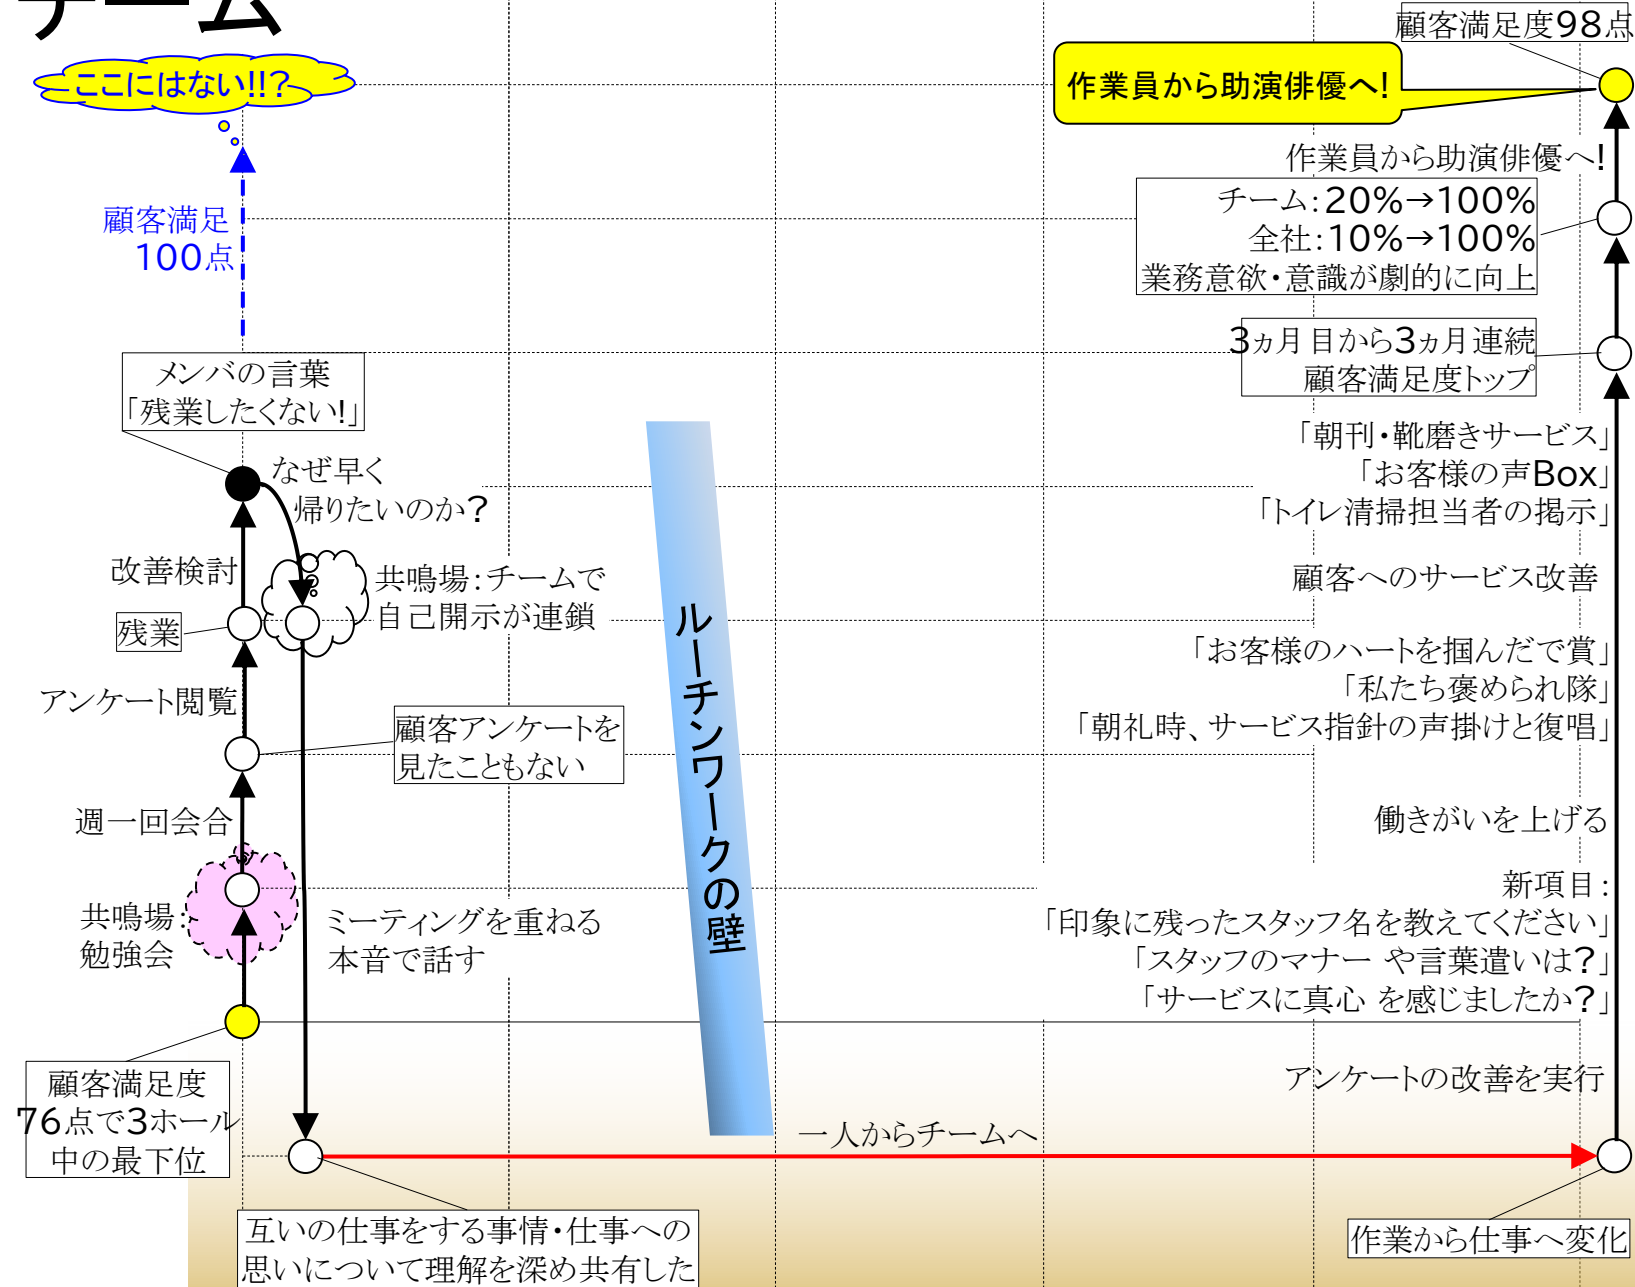 チーム
ここにはない!!?
顧客満足
100点
メンバの言葉
「残業したくない!」
なぜ早く
帰りたいのか?
改善検討
残業
共鳴場:チームで
自己開示が連鎖
アンケート閲覧
顧客アンケートを
見たこともない
週一回会合
共鳴場:
勉強会
ミーティングを重ねる
本音で話す
顧客満足度
76点で3ホール
中の最下位
互いの仕事をする事情・仕事への
思いについて理解を深め共有した
ルーチンワークの壁
一人からチームへ
顧客満足度98点
作業員から助演俳優へ!
作業員から助演俳優へ!
チーム:20%→100%
全社:10%→100%
業務意欲・意識が劇的に向上
3ヵ月目から3ヵ月連続
顧客満足度トップ
「朝刊・靴磨きサービス」
「お客様の声Box」
「トイレ清掃担当者の掲示」
顧客へのサービス改善
「お客様のハートを掴んだで賞」
「私たち褒められ隊」
「朝礼時、サービス指針の声掛けと復唱」
働きがいを上げる
新項目:
「印象に残ったスタッフ名を教えてください」
「スタッフのマナー や言葉遣いは?」
「サービスに真心 を感じましたか?」
アンケートの改善を実行
作業から仕事へ変化